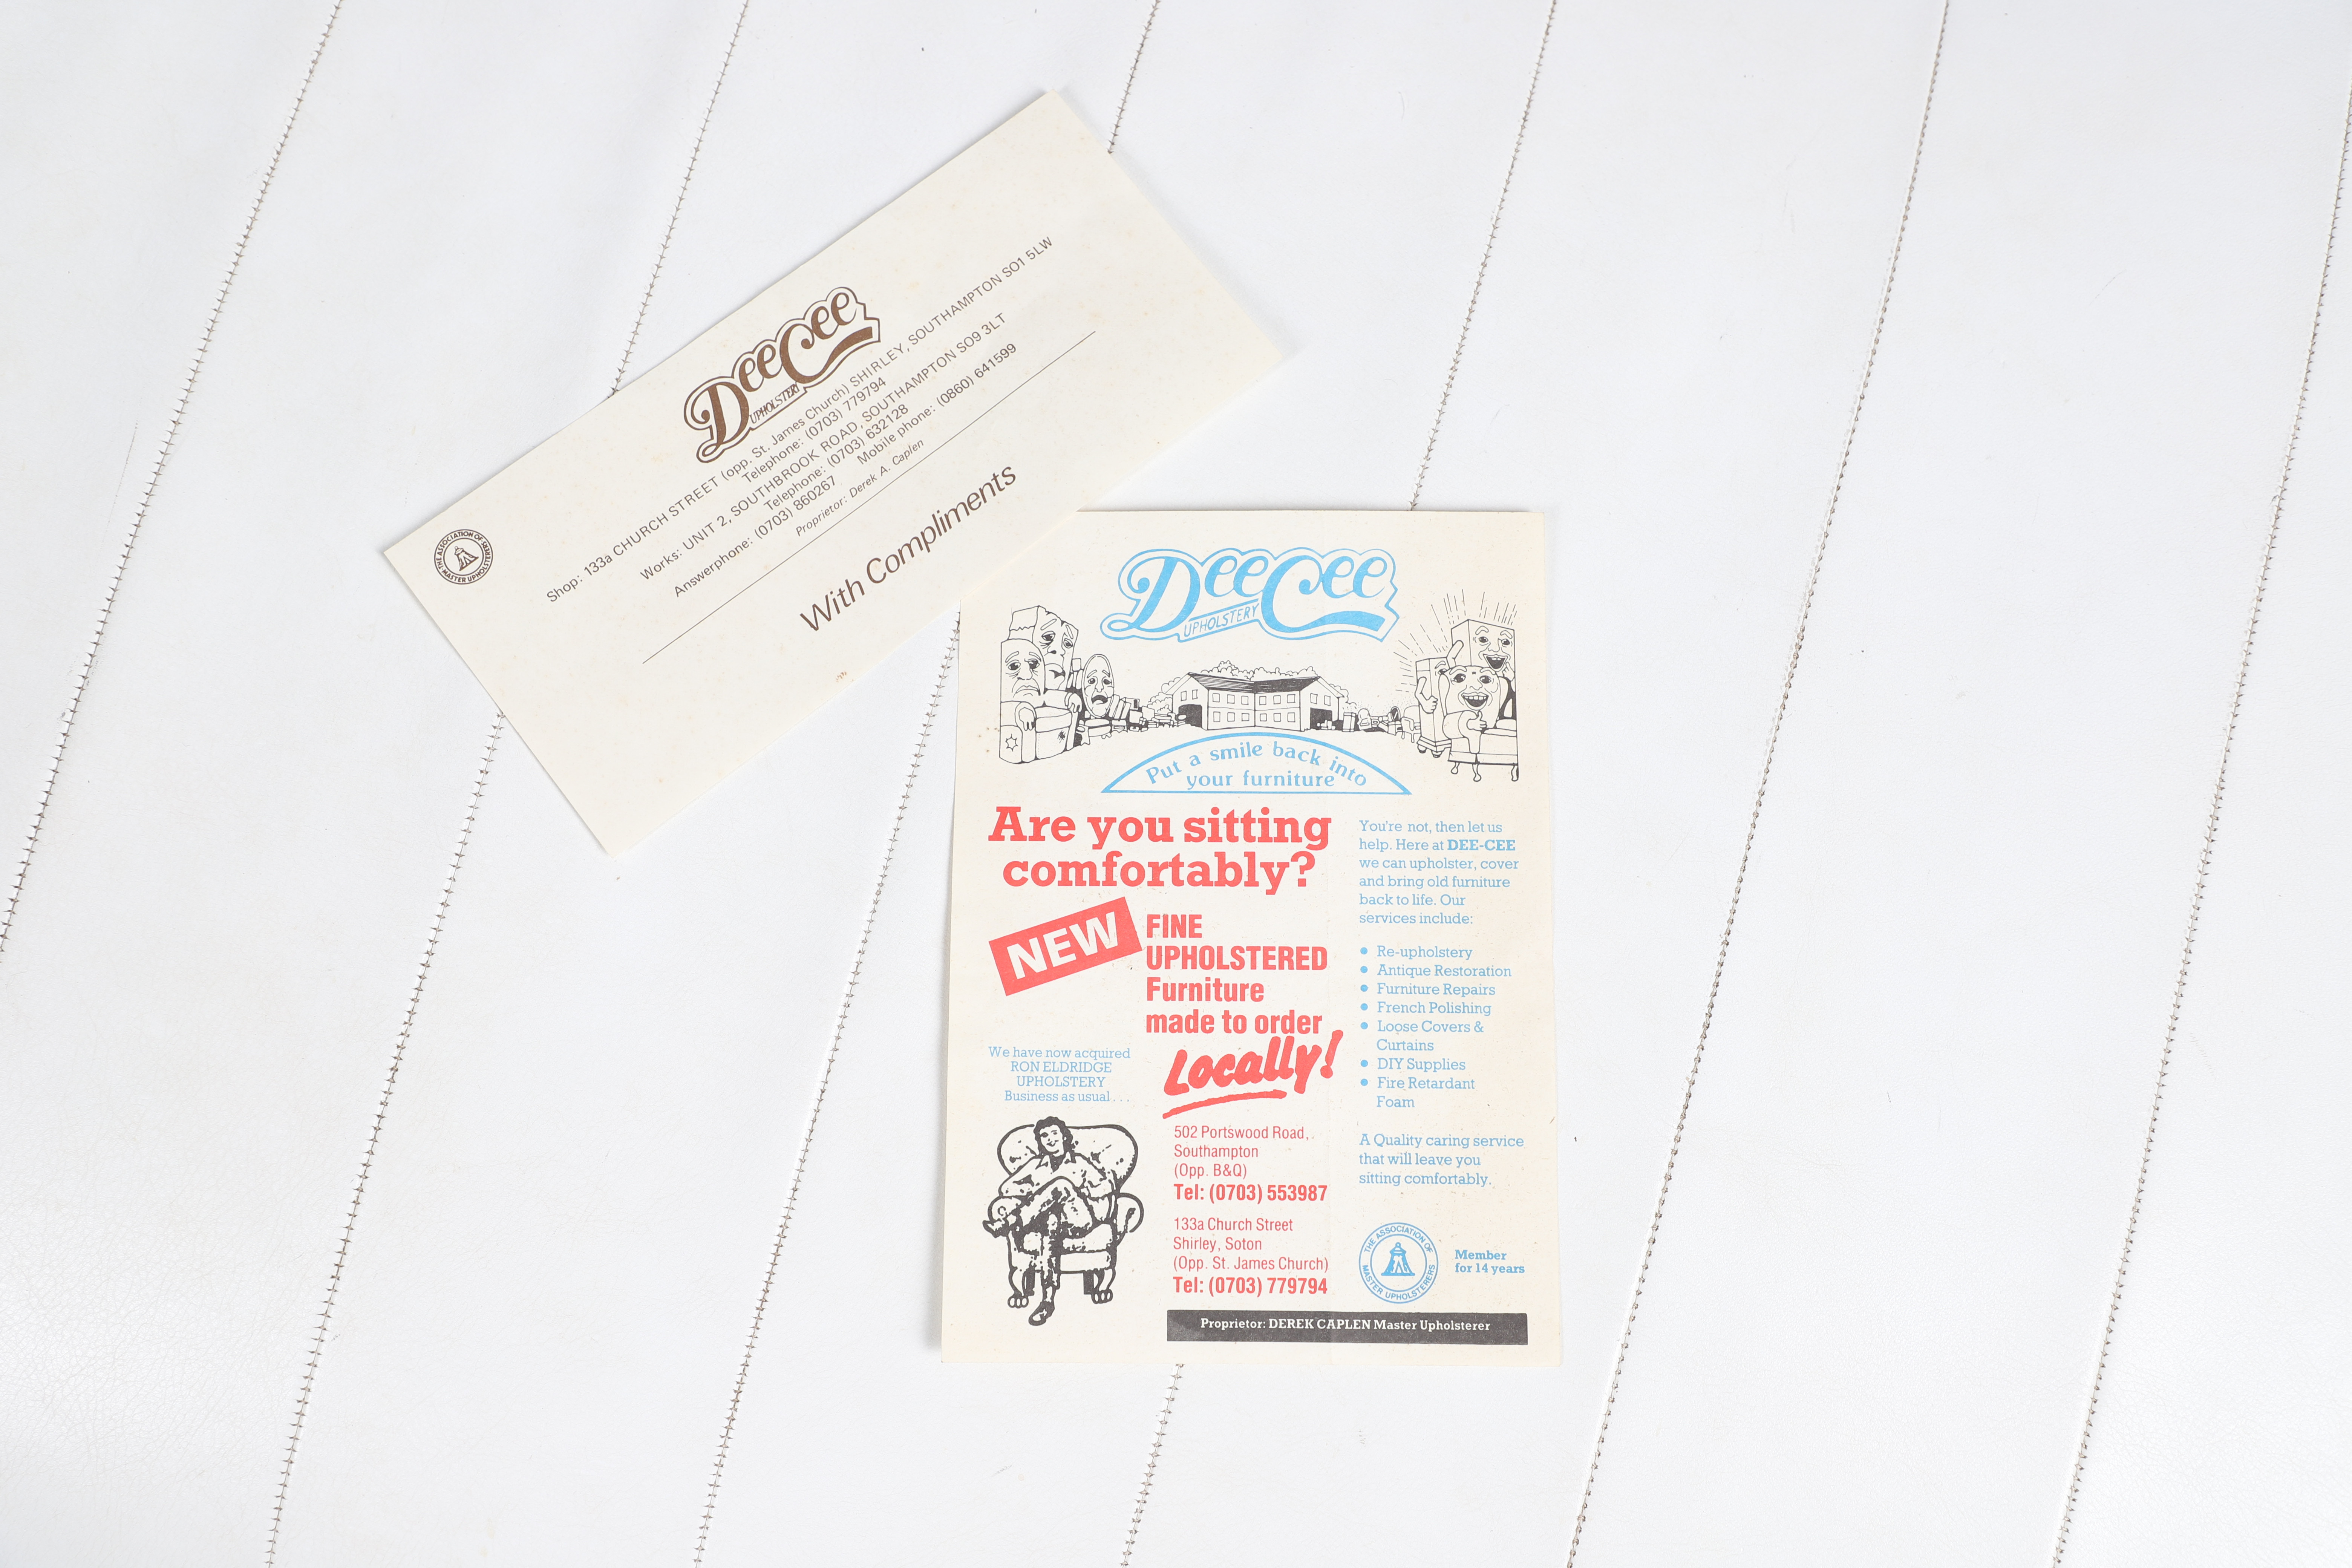 DeeCee
UPHOLSTERY
Shop: 133a CHURCH STREET (opp. St. James Church) SHIRLEY, SOUTHAMPTON SO1 5LW
Telephone: (0703) 779794
Works: UNIT 2, SOUTHBROOK ROAD, SOUTHAMPTON SO9 3LT
Telephone: (0703) 632128
Answerphone: (0703) 860267 Mobile phone: (0860) 641599
Proprietor: Derek A. Caplen
With Compliments
THE ASSOCIATION OF
MASTER UPHOLSTERERS
DeeCee
UPHOLSTERY
Put a smile back into
your furniture
Are you sitting
comfortably?
NEW
FINE
UPHOLSTERED
Furniture
made to order
Locally!
We have now acquired
RON ELDRIDGE
UPHOLSTERY
Business as usual . . .
502 Portswood Road,
Southampton
(Opp. B&Q)
Tel: (0703) 553987
133a Church Street
Shirley, Soton
(Opp. St. James Church)
Tel: (0703) 779794
You're not, then let us
help. Here at DEE-CEE
we can upholster, cover
and bring old furniture
back to life. Our
services include:
• Re-upholstery
• Antique Restoration
• Furniture Repairs
• French Polishing
• Loose Covers &
Curtains
• DIY Supplies
• Fire Retardant
Foam
A Quality caring service
that will leave you
sitting comfortably.
THE ASSOCIATION OF
MASTER UPHOLSTERERS
Member
for 14 years
Proprietor: DEREK CAPLEN Master Upholsterer